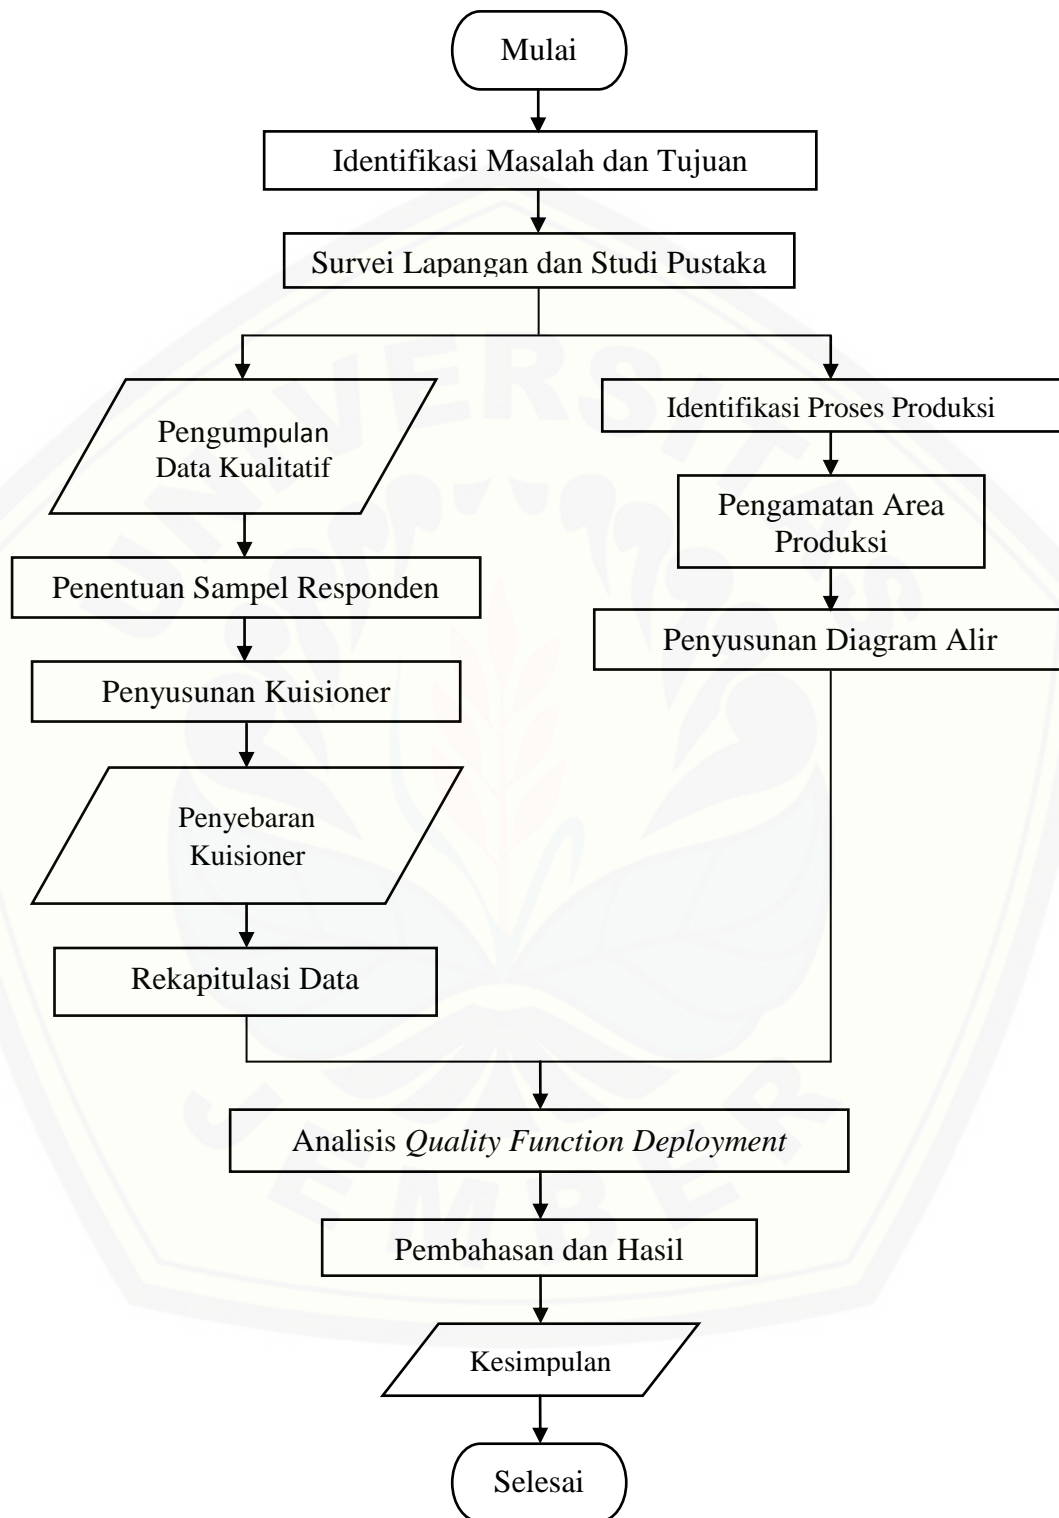 Mulai
Identifikasi Masalah dan Tujuan
Survei Lapangan dan Studi Pustaka
Pengumpulan
Data Kualitatif
Penentuan Sampel Responden
Penyusunan Kuisioner
Penyebaran
Kuisioner
Rekapitulasi Data
Identifikasi Proses Produksi
Pengamatan Area
Produksi
Penyusunan Diagram Alir
Analisis Quality Function Deployment
Pembahasan dan Hasil
Kesimpulan
Selesai
UNIVERSITAS
JEMBER